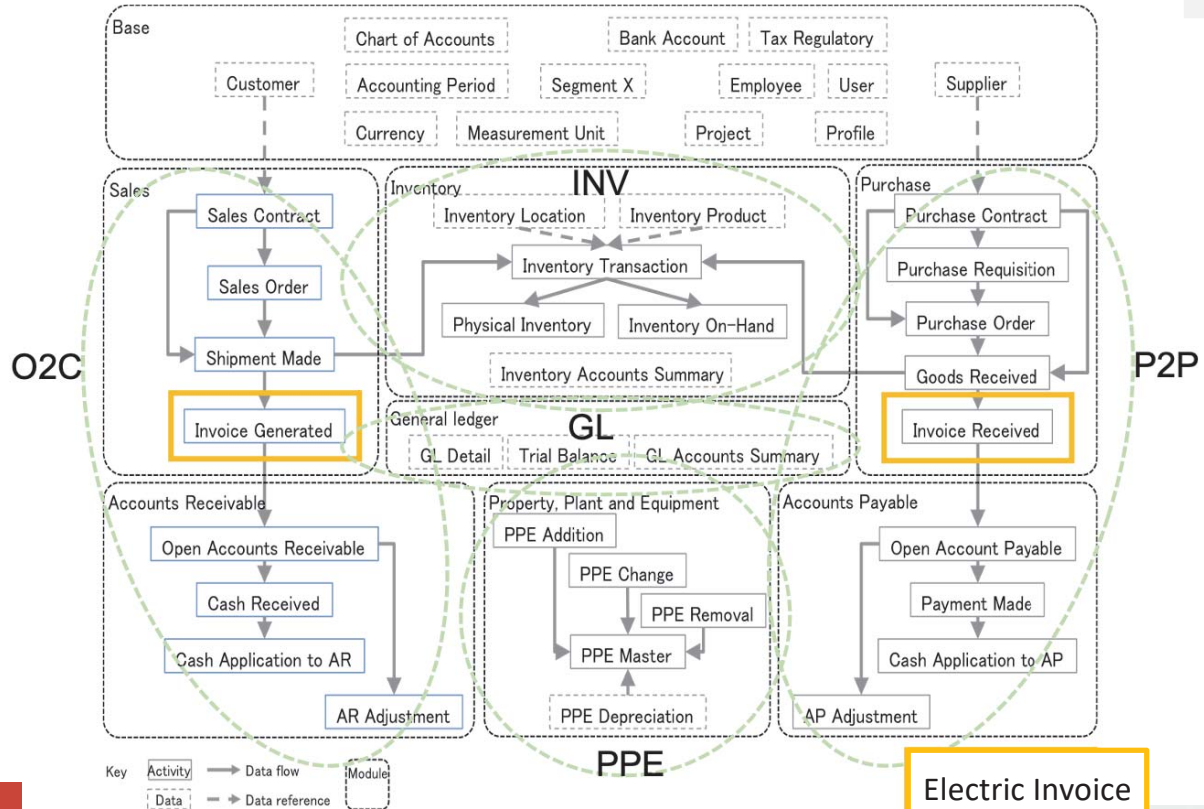 Base
Chart of Accounts
Bank Account
Tax Regulatory
Customer
Accounting Period
Segment X
Employee
User
Supplier
Currency
Measurement Unit
Project
Profile
Sales
Sales Contract
Sales Order
Shipment Made
Invoice Generated
O2C
Inventory
INV
Inventory Location
Inventory Product
Inventory Transaction
Physical Inventory
Inventory On-Hand
Inventory Accounts Summary
Purchase
Purchase Contract
Purchase Requisition
Purchase Order
Goods Received
Invoice Received
P2P
General ledger
GL
GL Detail
Trial Balance
GL Accounts Summary
Accounts Receivable
Open Accounts Receivable
Cash Received
Cash Application to AR
AR Adjustment
Property, Plant and Equipment
PPE Addition
PPE Change
PPE Removal
PPE Master
PPE Depreciation
PPE
Accounts Payable
Open Account Payable
Payment Made
Cash Application to AP
AP Adjustment
Key
Activity
Data flow
Module
Data
Data reference
Electric Invoice